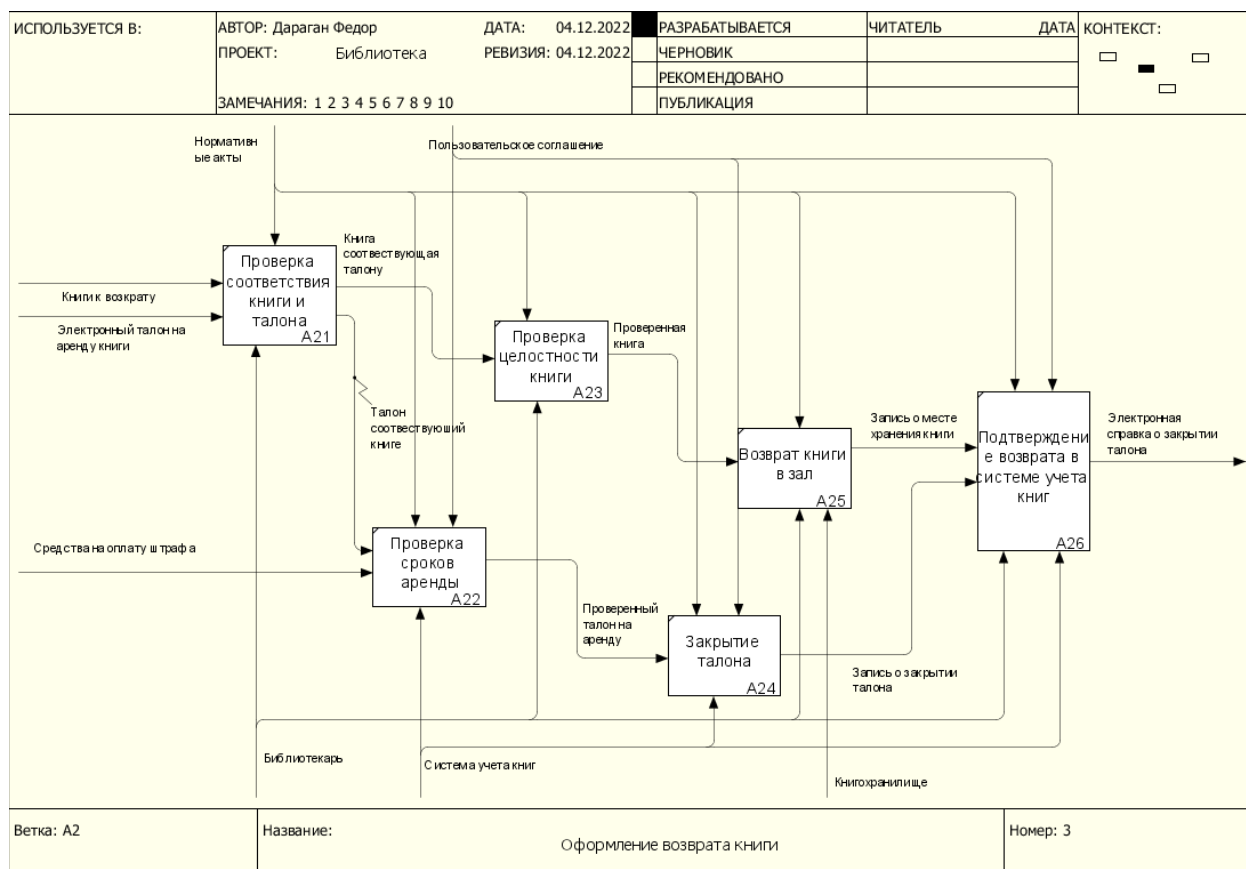 ИСПОЛЬЗУЕТСЯ В:
АВТОР: Дараган Федор
ДАТА: 04.12.2022
ПРОЕКТ: Библиотека
РЕВИЗИЯ: 04.12.2022
ЗАМЕЧАНИЯ: 1 2 3 4 5 6 7 8 9 10
РАЗРАБАТЫВАЕТСЯ
ЧЕРНОВИК
РЕКОМЕНДОВАНО
ПУБЛИКАЦИЯ
ЧИТАТЕЛЬ
ДАТА
КОНТЕКСТ:
Нормативн
ые акты
Пользовательское соглашение
Книги к возкрату
Электронный талон на
аренду книги
Проверка
соответствия
книги и
талона
A21
Книга
соотвествующая
талону
Талон
соотвествуюший
книге
Проверка
целостности
книги
A23
Проверенная
книга
Возврат книги
в зал
A25
Запись о месте
хранения книги
Подтверждени
е возврата в
системе учета
книг
A26
Электронная
справка о закрытии
талона
Средства на оплату штрафа
Проверка
сроков
аренды
A22
Проверенный
талон на
аренду
Закрытие
талона
A24
Запись о закрытии
талона
Библиотекарь
Система учета книг
Книгохранилище
Ветка: A2
Название:
Оформление возврата книги
Номер: 3